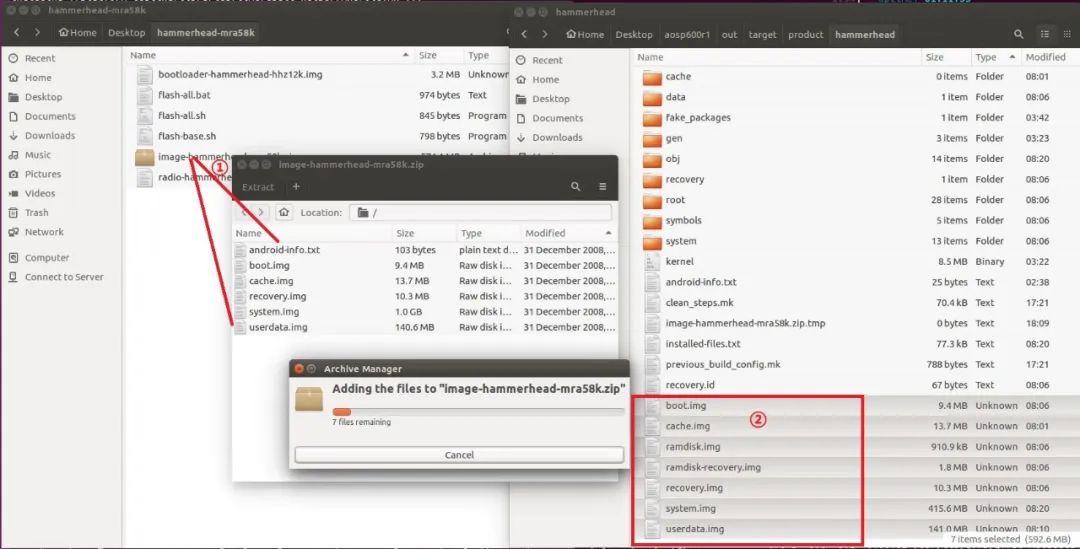 hammerhead-mra58k
Home Desktop hammerhead-mra58k
Recent
Home
Desktop
Documents
Downloads
Music
Pictures
Videos
Trash
Network
Computer
Connect to Server
Name Size Type
bootloader-hammerhead-hhz12k.img 3.2 MB Unknown
flash-all.bat 974 bytes Text
flash-all.sh 845 bytes Program
flash-base.sh 798 bytes Program
radio-hammerhe
①
image-hammerhead-mra58k.zip
Extract +
Location: /
Name Size Type Modified
android-info.txt 103 bytes plain text d... 31 December 2008,...
boot.img 9.4 MB Raw disk i... 31 December 2008,...
cache.img 13.7 MB Raw disk i... 31 December 2008,...
recovery.img 10.3 MB Raw disk i... 31 December 2008,...
system.img 1.0 GB Raw disk i... 31 December 2008,...
userdata.img 140.6 MB Raw disk i... 31 December 2008,...
Archive Manager
Adding the files to "image-hammerhead-mra58k.zip"
7 files remaining
Cancel
hammerhead
Home Desktop aosp600r1 out target product hammerhead
Recent
Home
Desktop
Documents
Downloads
Name Size Type Modified
cache 0 items Folder 08:01
data 1 item Folder 08:06
fake_packages 1 item Folder 03:42
gen 3 items Folder 03:23
obj 14 items Folder 08:20
recovery 1 item Folder 08:06
root 28 items Folder 08:06
symbols 5 items Folder 08:06
system 13 items Folder 08:06
kernel 8.5 MB Binary 03:22
android-info.txt 25 bytes Text 02:38
clean_steps.mk 70.4 kB Text 17:21
image-hammerhead-mra58k.zip.tmp 0 bytes Text 18:09
installed-files.txt 77.3 kB Text 08:20
previous_build_config.mk 788 bytes Text 17:21
recovery.id 67 bytes Text 08:06
boot.img 9.4 MB Unknown 08:06
②
cache.img 13.7 MB Unknown 08:01
ramdisk.img 910.9 kB Unknown 08:06
ramdisk-recovery.img 1.8 MB Unknown 08:06
recovery.img 10.3 MB Unknown 08:06
system.img 415.6 MB Unknown 08:20
userdata.img 141.0 MB Unknown 08:10
7 items selected (592.6 MB)